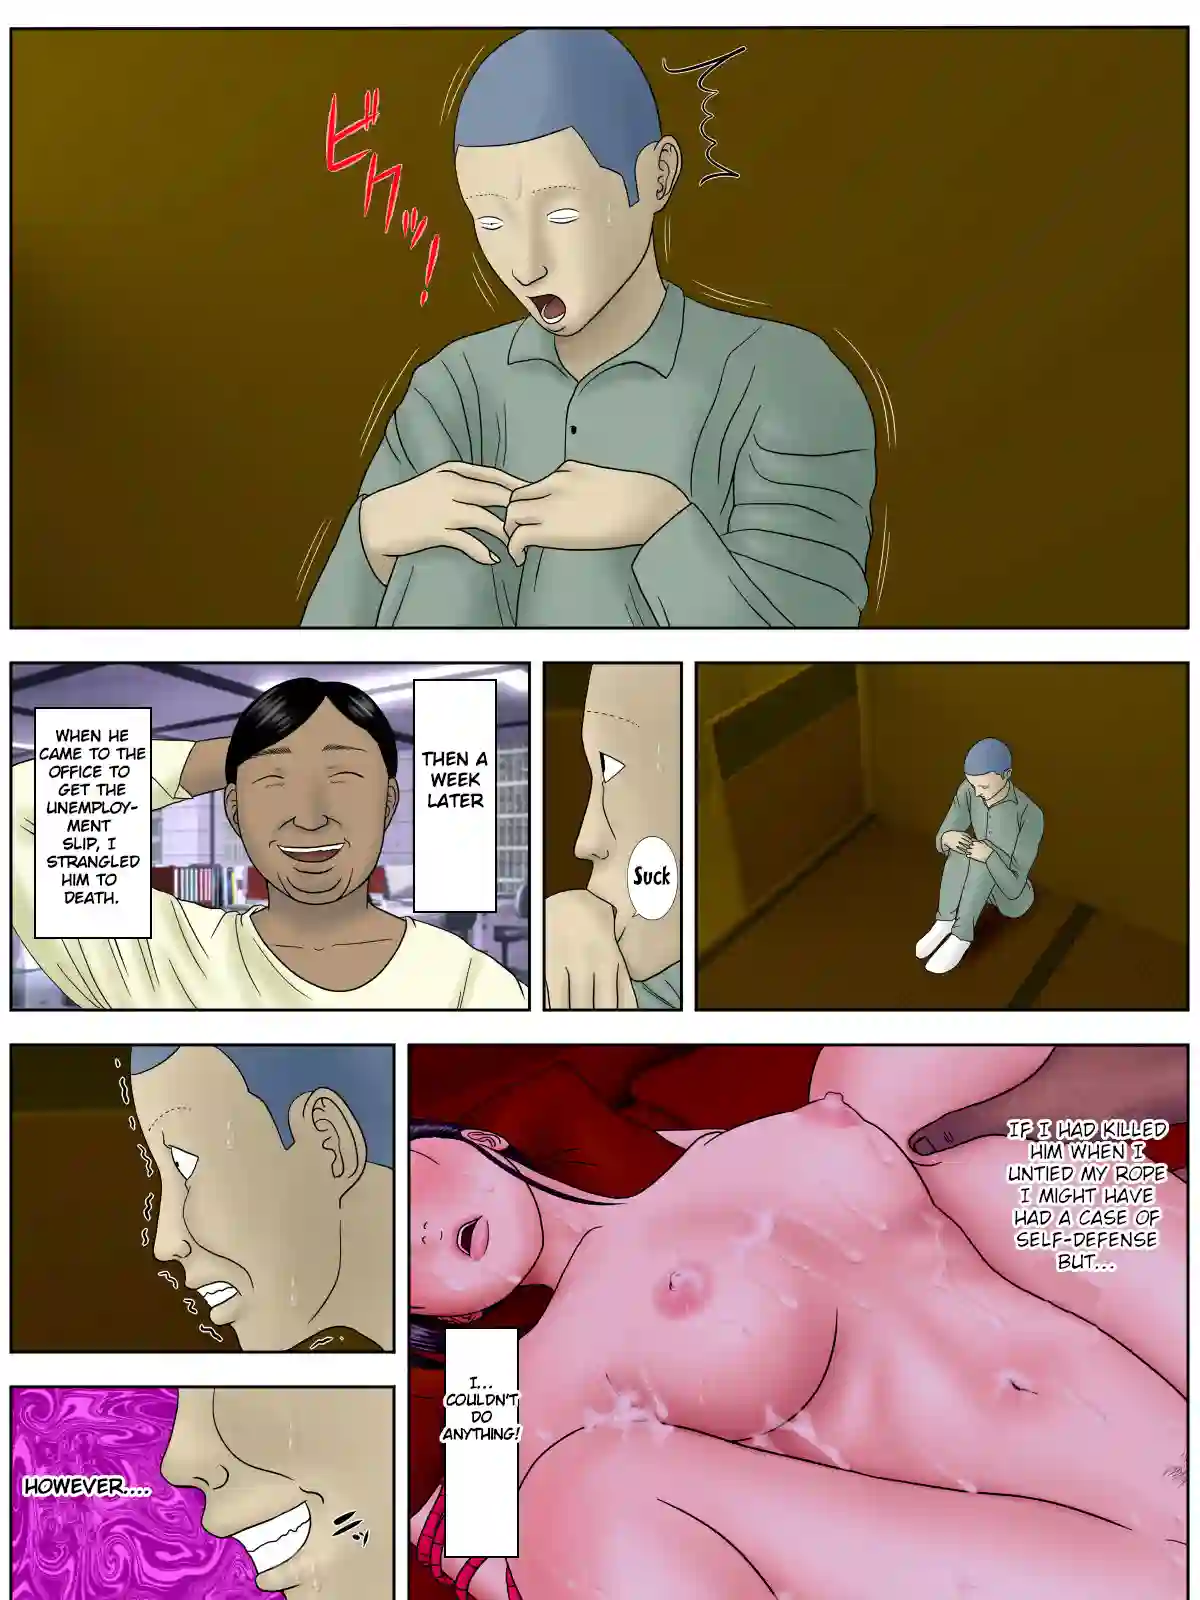 ビクッ!
THEN A
WEEK
LATER
WHEN HE
CAME TO THE
OFFICE TO
GET THE
UNEMPLOY-
MENT
SLIP, I
STRANGLED
HIM TO
DEATH.
Suck
IF I HAD KILLED
HIM WHEN I
UNTIED MY ROPE
I MIGHT HAVE
HAD A CASE OF
SELF-DEFENSE
BUT...
I...
COULDN'T
DO
ANYTHING!
HOWEVER....
ニッ